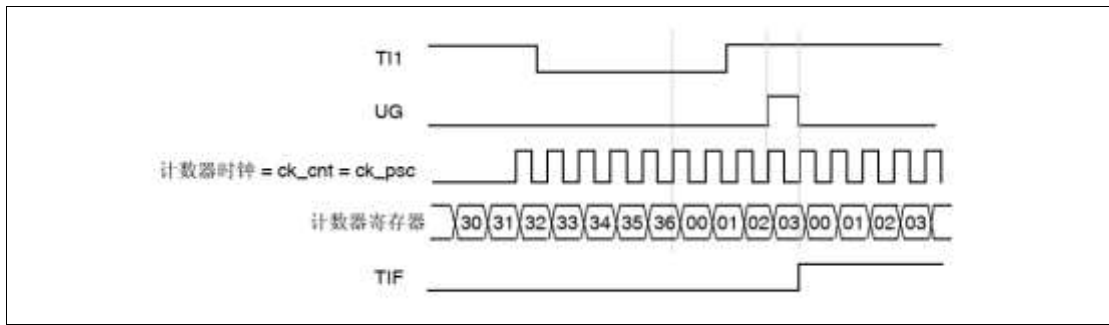 TI1
UG
计数器时钟 = ck_cnt = ck_psc
计数器寄存器 30 31 32 33 34 35 36 00 01 02 03 00 01 02 03
TIF